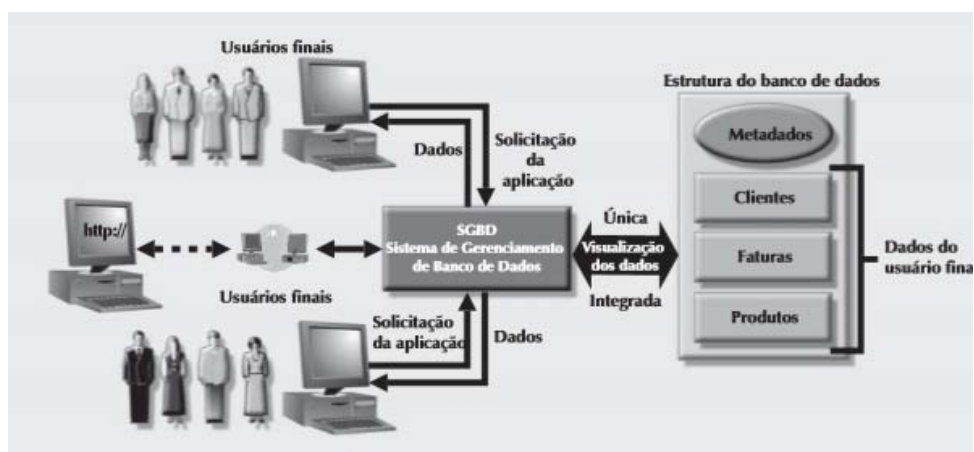 Usuários finais
Estrutura do banco de dados
Metadados
Dados
Solicitação
da
aplicação
Clientes
http://
SGBD
Sistema de Gerenciamento
de Banco de Dados
Única
Visualização
dos dados
Integrada
Faturas
Dados do
usuário fina
Produtos
Usuários finais
Solicitação
da aplicação
Dados